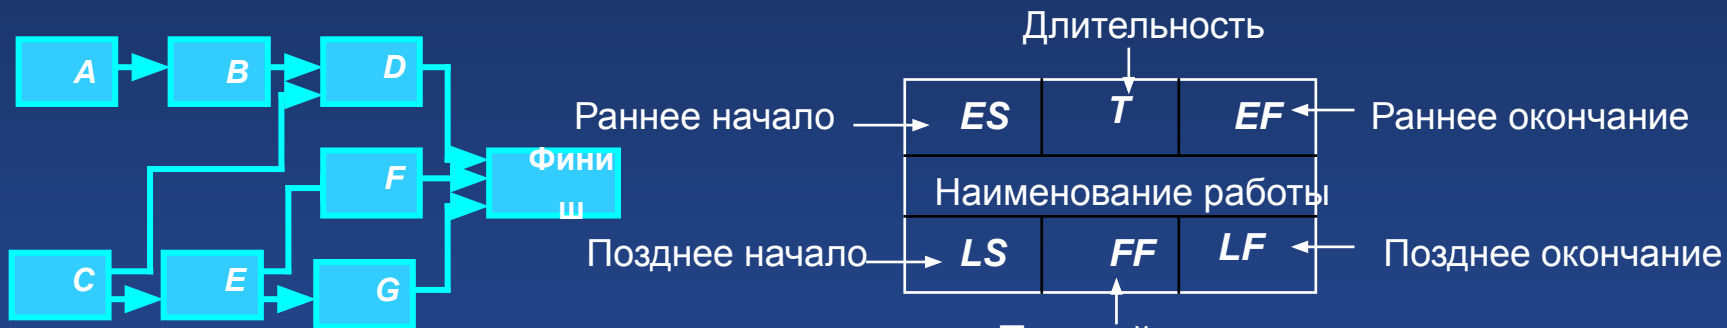 A
B
D
F
Фини
ш
C
E
G
Длительность
Раннее начало
ES
T
EF
Раннее окончание
Наименование работы
Позднее начало
LS
FF
LF
Позднее окончание